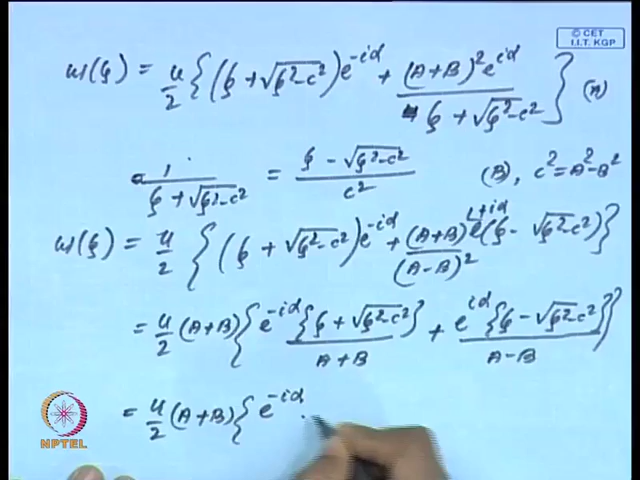 © CET
I.I.T. KGP
w(ζ) = u/2 { (ζ + √(ζ²-c²)) e^{-iα} + (A+B)² e^{iα} / (ζ + √(ζ²-c²)) } (A)
1 / (ζ + √(ζ²-c²)) = (ζ - √(ζ²-c²)) / c² (B), c² = A² - B²
w(ζ) = u/2 { (ζ + √(ζ²-c²)) e^{-iα} + (A+B)² e^{+iα} (ζ - √(ζ²-c²)) / (A-B)² }
= u/2 (A+B) { e^{-iα} {ζ + √(ζ²-c²)} / (A+B) + e^{iα} {ζ - √(ζ²-c²)} / (A-B) }
= u/2 (A+B) { e^{-iα}
NPTEL